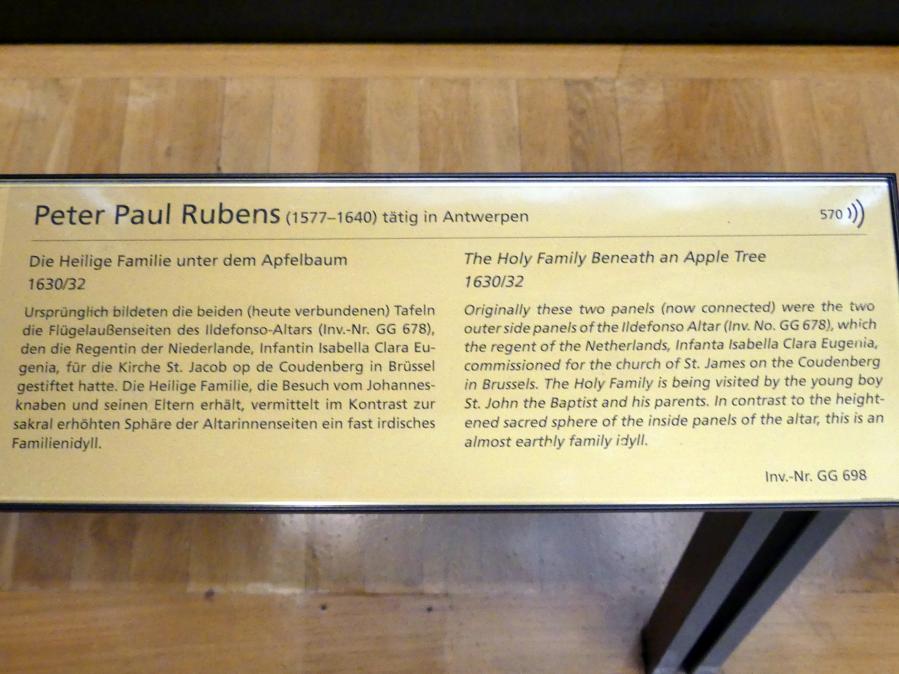 Peter Paul Rubens (1577–1640) tätig in Antwerpen
570
Die Heilige Familie unter dem Apfelbaum
1630/32
Ursprünglich bildeten die beiden (heute verbundenen) Tafeln
die Flügelaußenseiten des Ildefonso-Altars (Inv.-Nr. GG 678),
den die Regentin der Niederlande, Infantin Isabella Clara Eu-
genia, für die Kirche St. Jacob op de Coudenberg in Brüssel
gestiftet hatte. Die Heilige Familie, die Besuch vom Johannes-
knaben und seinen Eltern erhält, vermittelt im Kontrast zur
sakral erhöhten Sphäre der Altarinnenseiten ein fast irdisches
Familienidyll.
The Holy Family Beneath an Apple Tree
1630/32
Originally these two panels (now connected) were the two
outer side panels of the Ildefonso Altar (Inv. No. GG 678), which
the regent of the Netherlands, Infanta Isabella Clara Eugenia,
commissioned for the church of St. James on the Coudenberg
in Brussels. The Holy Family is being visited by the young boy
St. John the Baptist and his parents. In contrast to the height-
ened sacred sphere of the inside panels of the altar, this is an
almost earthly family idyll.
Inv.-Nr. GG 698